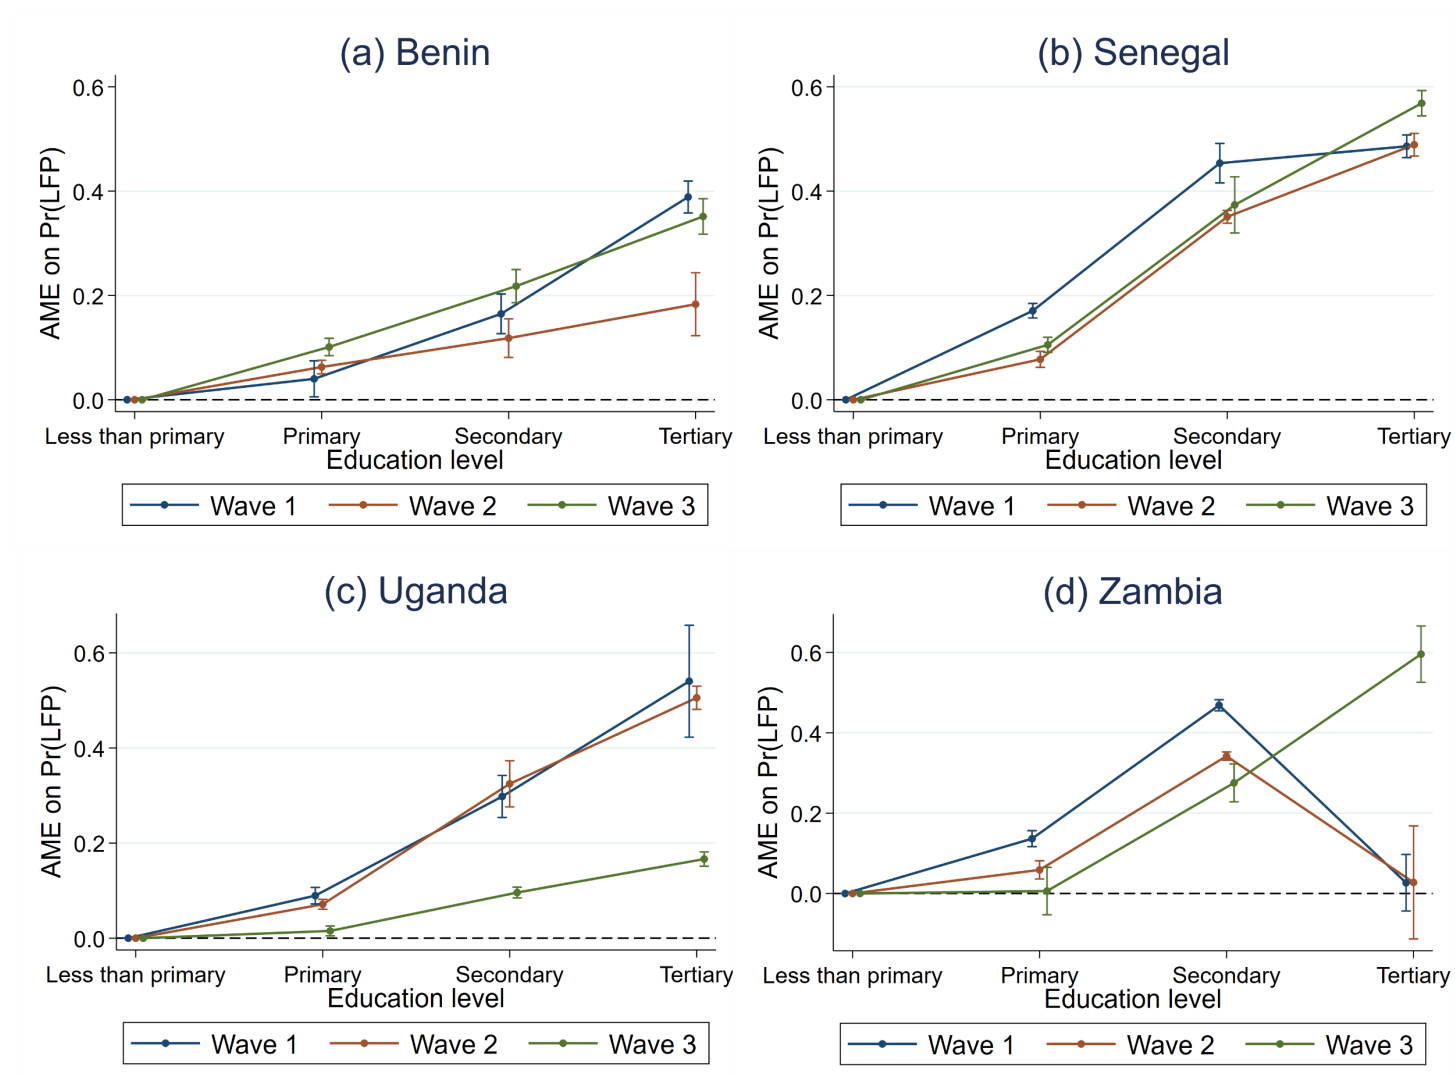 (a) Benin
AME on Pr(LFP)
0.6
0.4
0.2
0.0
Less than primary Primary Secondary Tertiary
Education level
Wave 1 Wave 2 Wave 3
(b) Senegal
AME on Pr(LFP)
0.6
0.4
0.2
0.0
Less than primary Primary Secondary Tertiary
Education level
Wave 1 Wave 2 Wave 3
(c) Uganda
AME on Pr(LFP)
0.6
0.4
0.2
0.0
Less than primary Primary Secondary Tertiary
Education level
Wave 1 Wave 2 Wave 3
(d) Zambia
AME on Pr(LFP)
0.6
0.4
0.2
0.0
Less than primary Primary Secondary Tertiary
Education level
Wave 1 Wave 2 Wave 3